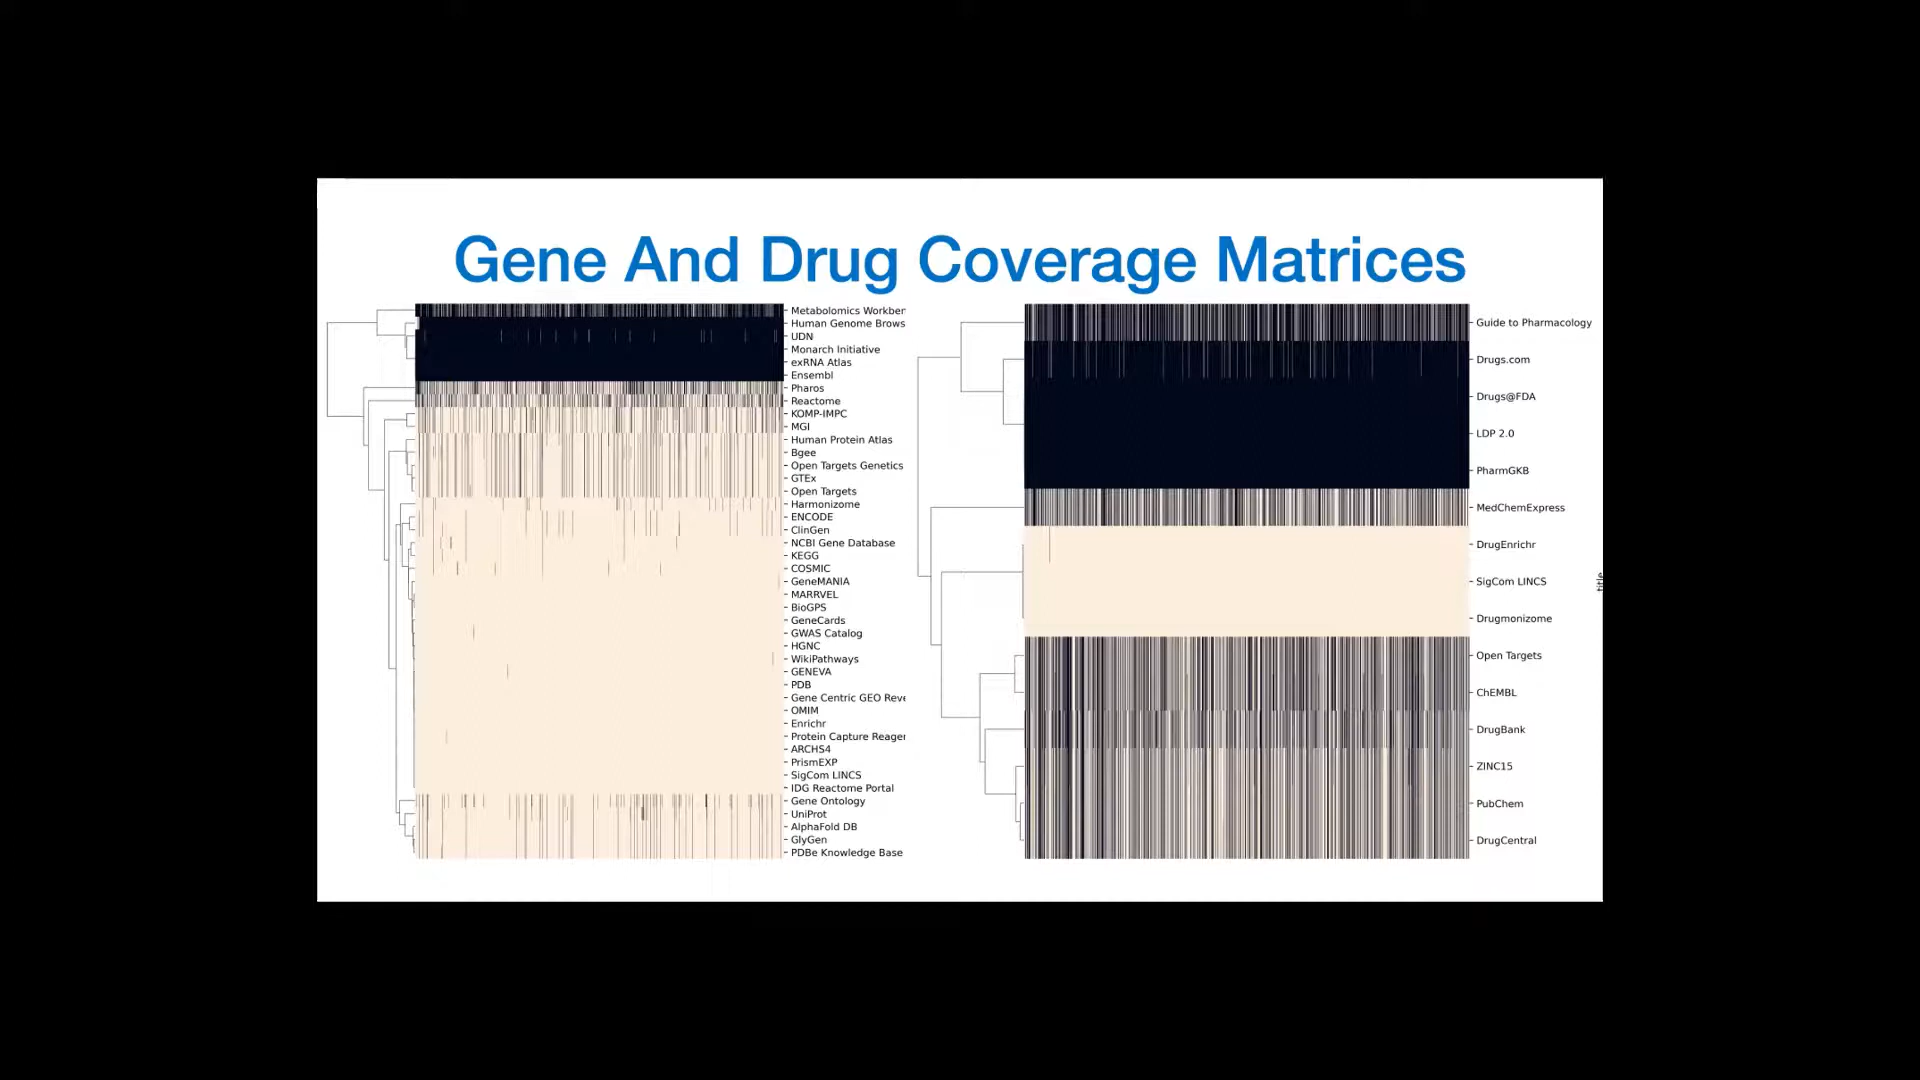 Gene And Drug Coverage Matrices
Metabolomics Workben
Human Genome Brows
UDN
Monarch Initiative
exRNA Atlas
Ensembl
Pharos
Reactome
KOMP-IMPC
MGI
Human Protein Atlas
Bgee
Open Targets Genetics
GTEx
Open Targets
Harmonizome
ENCODE
ClinGen
NCBI Gene Database
KEGG
COSMIC
GeneMANIA
MARRVEL
BioGPS
GeneCards
GWAS Catalog
HGNC
WikiPathways
GENEVA
PDB
Gene Centric GEO Reve
OMIM
Enrichr
Protein Capture Reager
ARCHS4
PrismEXP
SigCom LINCS
IDG Reactome Portal
Gene Ontology
UniProt
AlphaFold DB
GlyGen
PDBe Knowledge Base
Guide to Pharmacology
Drugs.com
Drugs@FDA
LDP 2.0
PharmGKB
MedChemExpress
DrugEnrichr
SigCom LINCS
Drugmonizome
Open Targets
ChEMBL
DrugBank
ZINC15
PubChem
DrugCentral
title